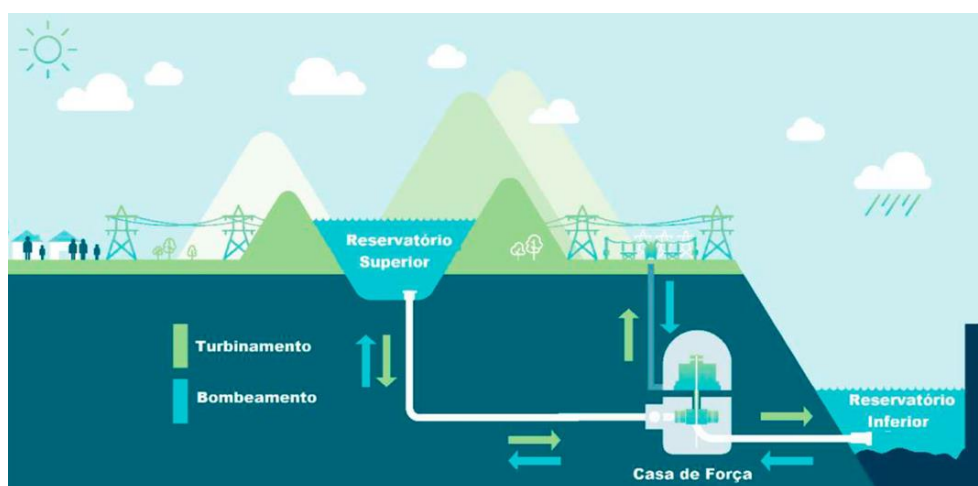 Reservatório
Superior
Turbinamento
Bombeamento
Reservatório
Inferior
Casa de Força